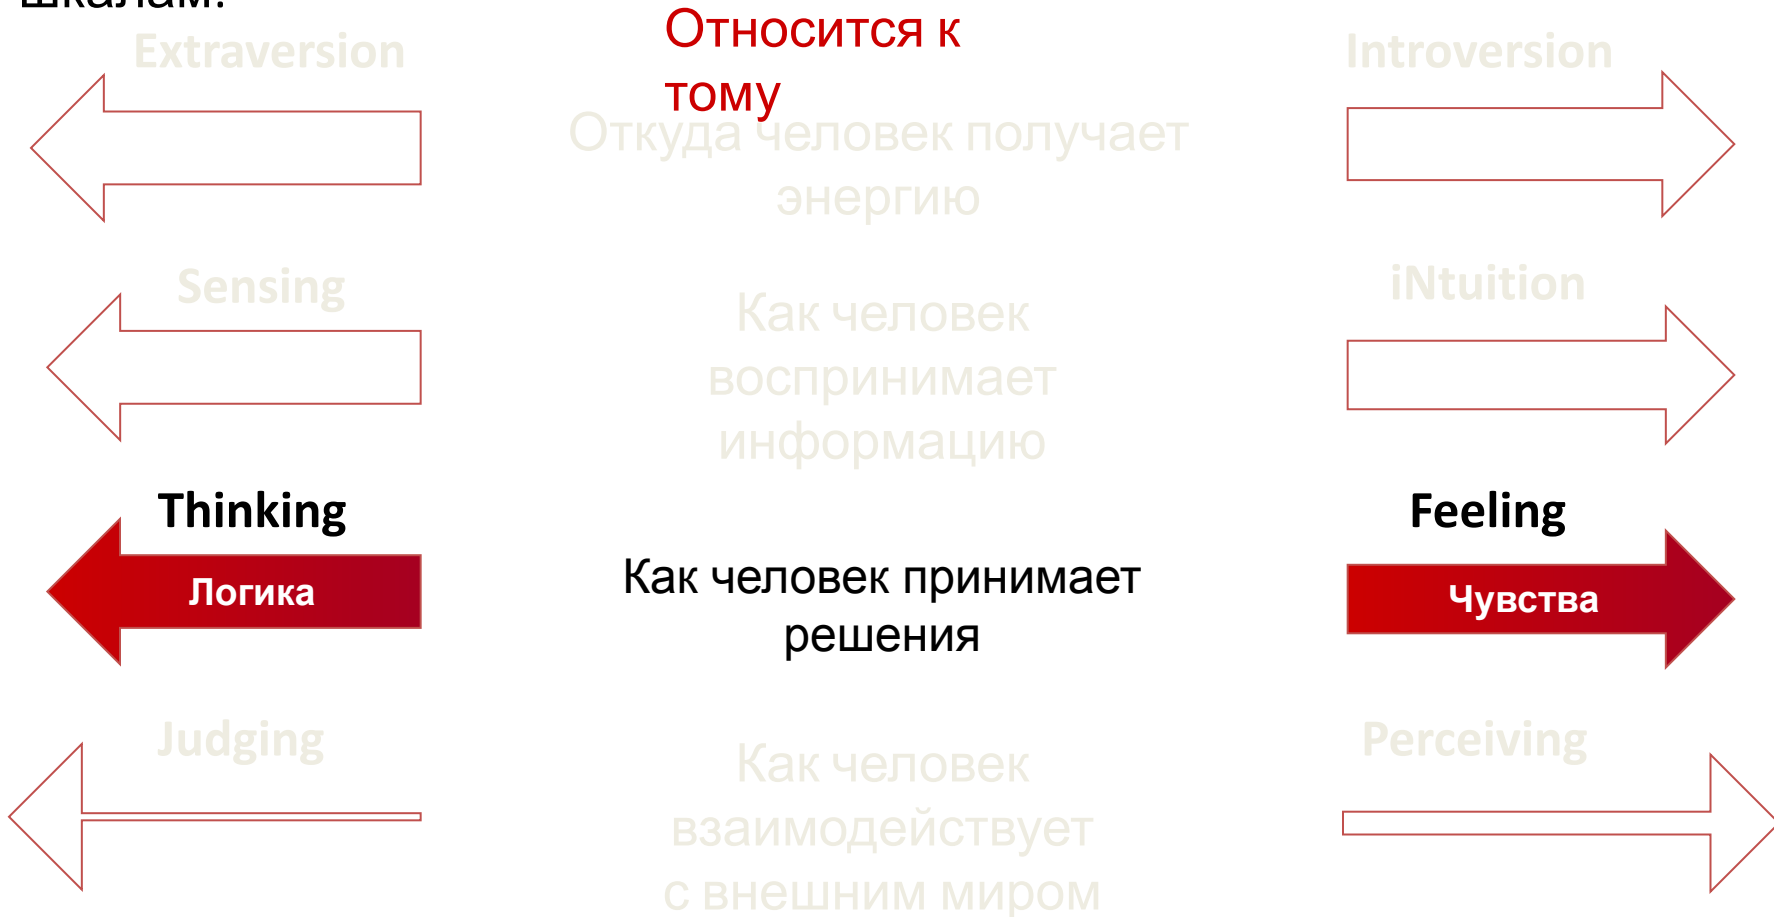 шкалам:
Относится к
тому
Extraversion
Откуда человек получает
энергию
Introversion
Sensing
Как человек
воспринимает
информацию
iNtuition
Thinking
Логика
Как человек принимает
решения
Feeling
Чувства
Judging
Как человек
взаимодействует
с внешним миром
Perceiving